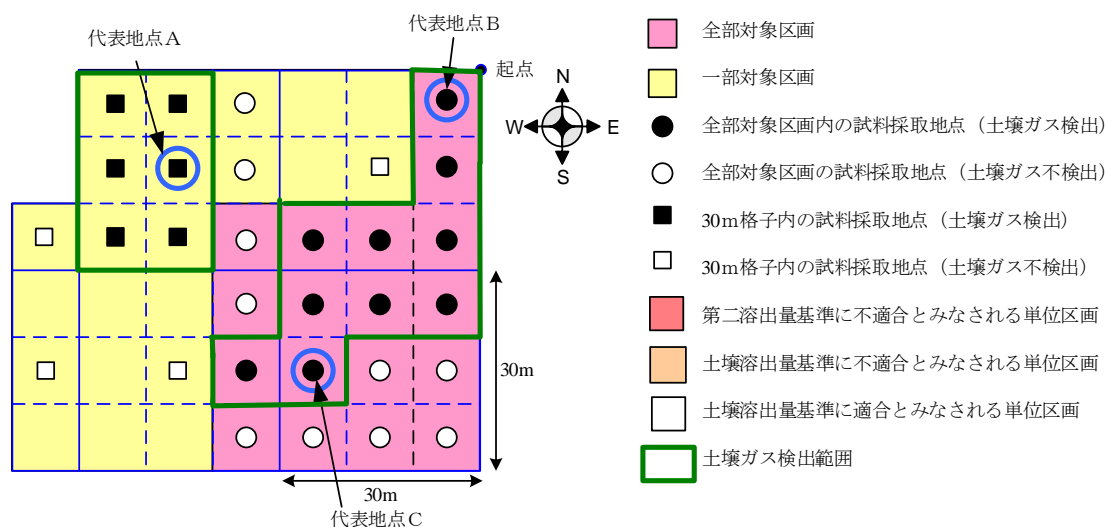 代表地点A
代表地点B
起点
N
W
E
S
30m
30m
代表地点C
全部対象区画
一部対象区画
全部対象区画内の試料採取地点（土壌ガス検出）
全部対象区画の試料採取地点（土壌ガス不検出）
30m格子内の試料採取地点（土壌ガス検出）
30m格子内の試料採取地点（土壌ガス不検出）
第二溶出量基準に不適合とみなされる単位区画
土壌溶出量基準に不適合とみなされる単位区画
土壌溶出量基準に適合とみなされる単位区画
土壌ガス検出範囲